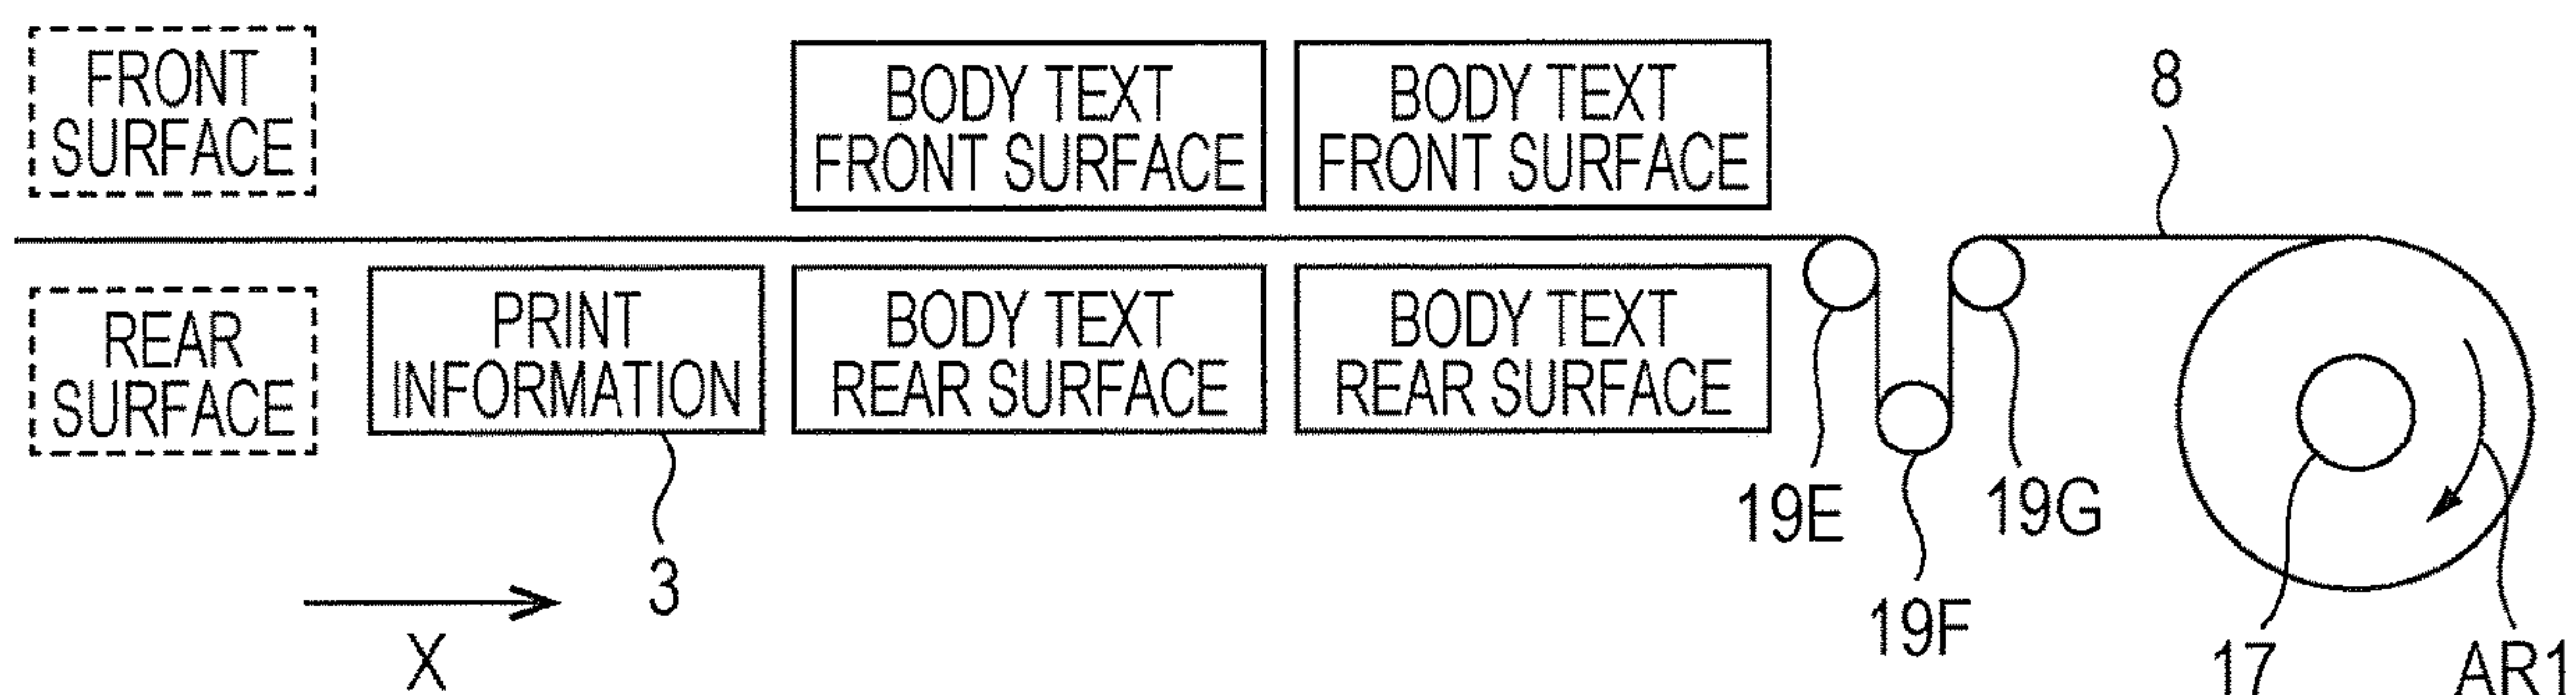 FRONT
SURFACE
BODY TEXT
FRONT SURFACE
BODY TEXT
FRONT SURFACE
8
REAR
SURFACE
PRINT
INFORMATION
BODY TEXT
REAR SURFACE
BODY TEXT
REAR SURFACE
3
X
19E
19F
19G
17
AR1